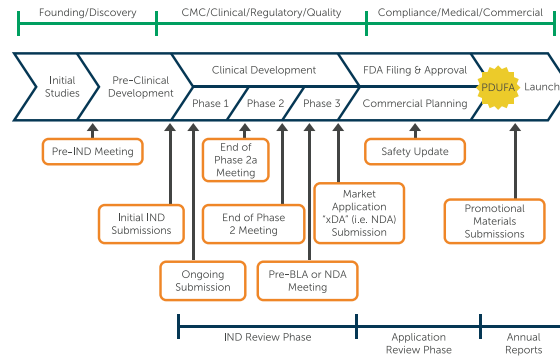 Founding/Discovery
CMC/Clinical/Regulatory/Quality
Compliance/Medical/Commercial
Initial
Studies
Pre-Clinical
Development
Clinical Development
Phase 1
Phase 2
Phase 3
FDA Filing & Approval
Commercial Planning
PDUFA
Launch
Pre-IND Meeting
End of
Phase 2a
Meeting
Safety Update
Initial IND
Submissions
End of Phase
2 Meeting
Market
Application
"xDA" (i.e. NDA)
Submission
Promotional
Materials
Submissions
Ongoing
Submission
Pre-BLA or NDA
Meeting
IND Review Phase
Application
Review Phase
Annual
Reports